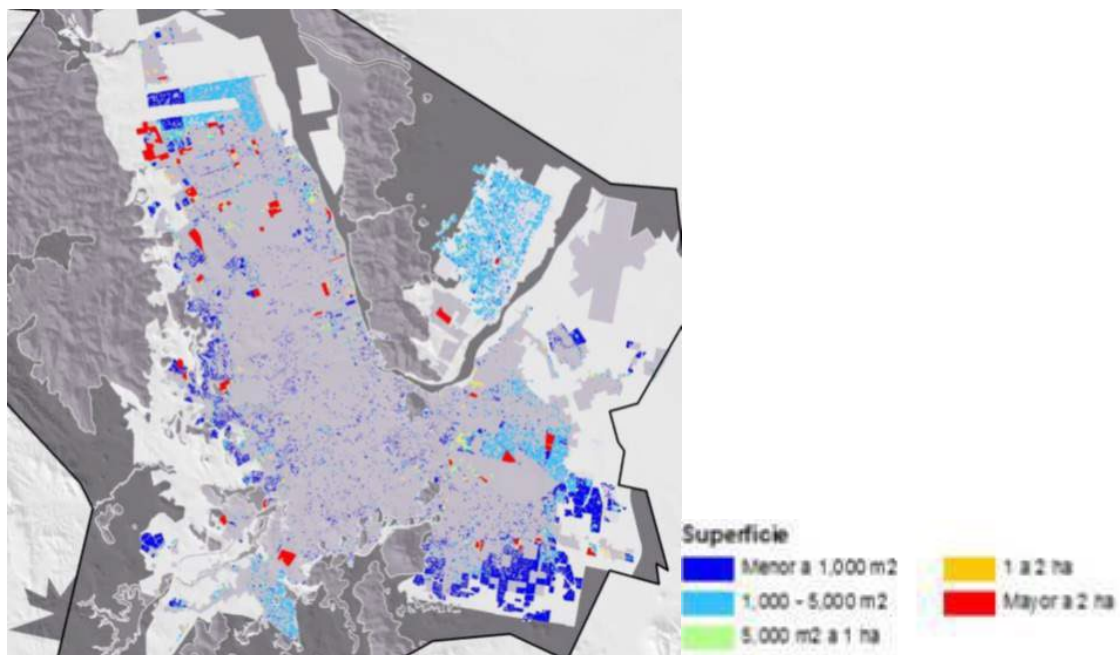 Superficie
Menor a 1,000 m2
1,000 - 5,000 m2
5,000 m2 a 1 ha
1 a 2 ha
Mayor a 2 ha